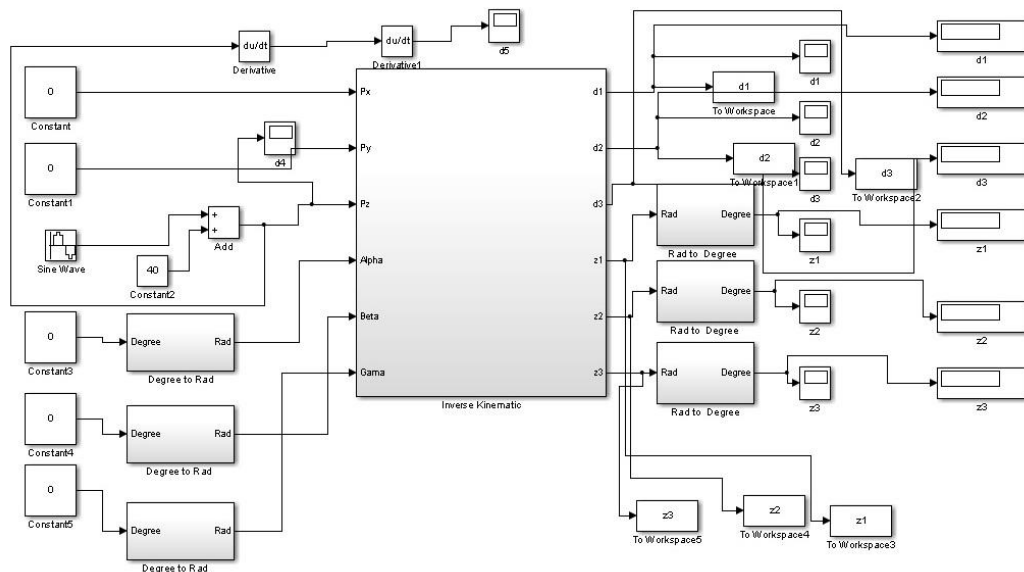 du/dt
Derivative
du/dt
Derivative1
d5
0
Constant
0
Constant1
d4
Sine Wave
+
+
Add
40
Constant2
0
Constant3
Degree Rad
Degree to Rad
0
Constant4
Degree Rad
Degree to Rad
0
Constant5
Degree Rad
Degree to Rad
Px
Py
Pz
Alpha
Beta
Gama
d1
d2
d3
z1
z2
z3
Inverse Kinematic
d1
d1
To Workspace
d2
d2
To Workspace1
d3
d3
To Workspace2
Rad Degree
Rad to Degree
z1
Rad Degree
Rad to Degree
z2
Rad Degree
Rad to Degree
z3
d1
d2
d3
z1
z2
z3
z3
To Workspace5
z2
To Workspace4
z1
To Workspace3